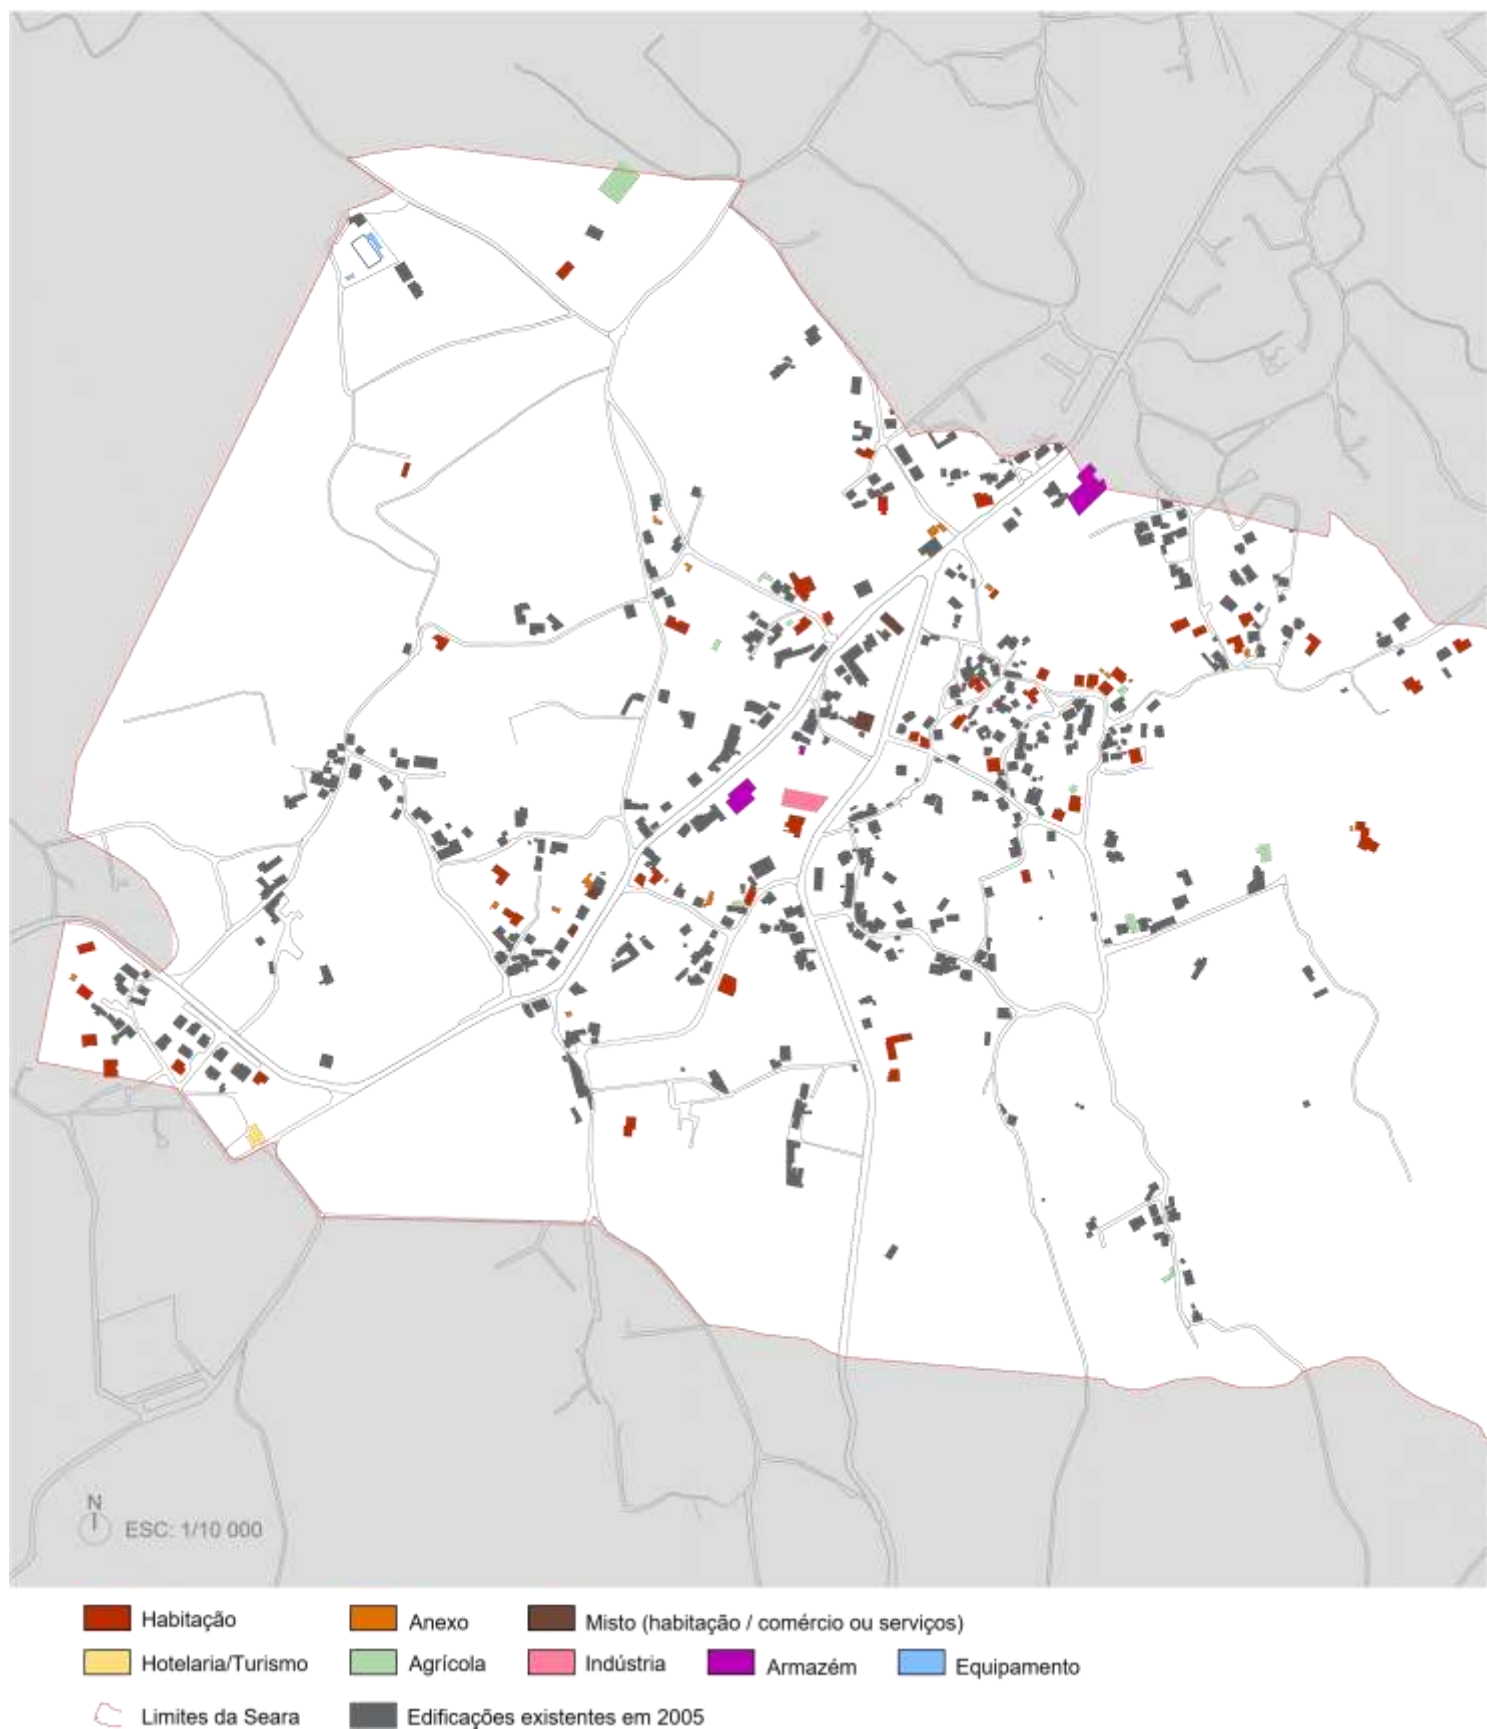 N
ESC: 1/10 000
Habitação Anexo Misto (habitação / comércio ou serviços)
Hotelaria/Turismo Agrícola Indústria Armazém Equipamento
Limites da Seara Edificações existentes em 2005